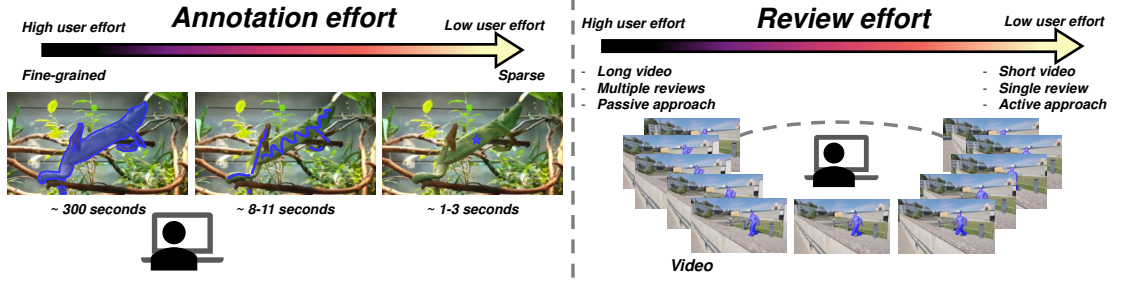 Annotation effort
High user effort
Low user effort
Fine-grained
Sparse
~ 300 seconds
~ 8-11 seconds
~ 1-3 seconds
Review effort
High user effort
Low user effort
- Long video
- Multiple reviews
- Passive approach
- Short video
- Single review
- Active approach
Video